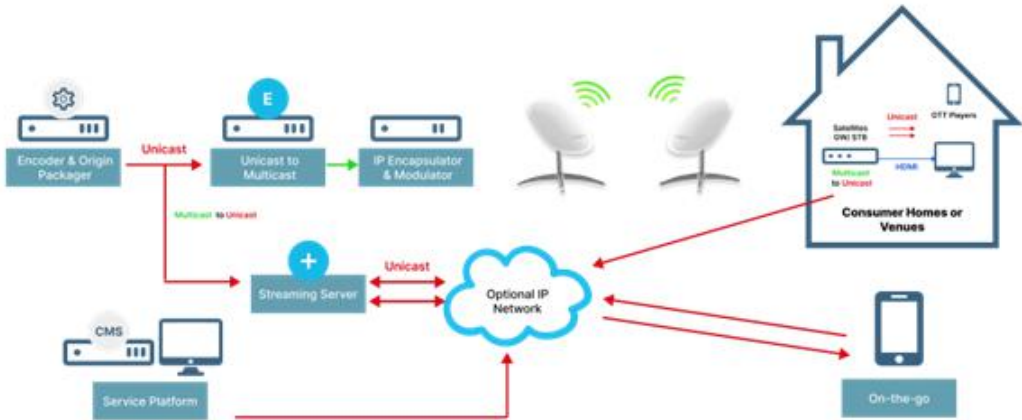 E
Encoder & Origin
Packager
Unicast
Unicast to
Multicast
IP Encapsulator
& Modulator
Multicast to Unicast
+
Streaming Server
Unicast
Optional IP
Network
CMS
Service Platform
OTT Players
Unicast
Satellites
GW/ STB
HDMI
Multicast
to Unicast
Consumer Homes or
Venues
On-the-go